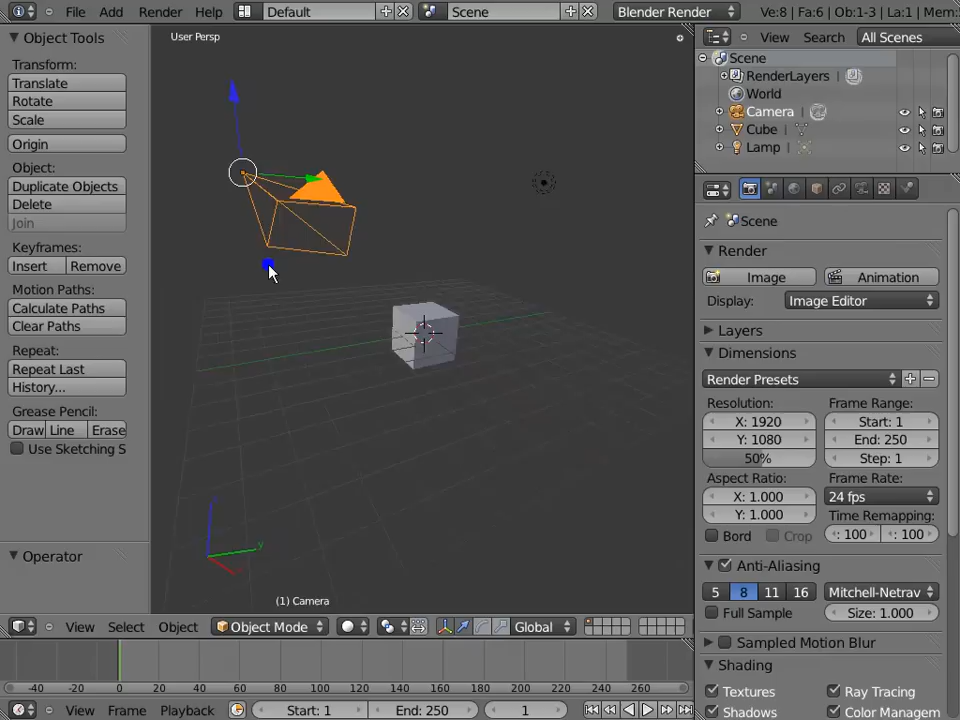 File Add Render Help Default Scene Blender Render Ve:8 | Fa:6 | Ob:1-3 | La:1 | Mem:
Object Tools
Transform:
Translate
Rotate
Scale
Origin
Object:
Duplicate Objects
Delete
Join
Keyframes:
Insert Remove
Motion Paths:
Calculate Paths
Clear Paths
Repeat:
Repeat Last
History...
Grease Pencil:
Draw Line Erase
Use Sketching S
Operator
User Persp
y
(1) Camera
View Select Object Object Mode Global
-40 -20 0 20 40 60 80 100 120 140 160 180 200 220 240 260
View Frame Playback Start: 1 End: 250 1
View Search All Scenes
Scene
RenderLayers
World
Camera
Cube
Lamp
Scene
Render
Image Animation
Display: Image Editor
Layers
Dimensions
Render Presets
Resolution: Frame Range:
X: 1920 Start: 1
Y: 1080 End: 250
50% Step: 1
Aspect Ratio: Frame Rate:
X: 1.000 24 fps
Y: 1.000 Time Remapping:
Bord Crop : 100 : 100
Anti-Aliasing
5 8 11 16 Mitchell-Netrav
Full Sample Size: 1.000
Sampled Motion Blur
Shading
Textures Ray Tracing
Shadows Color Managem